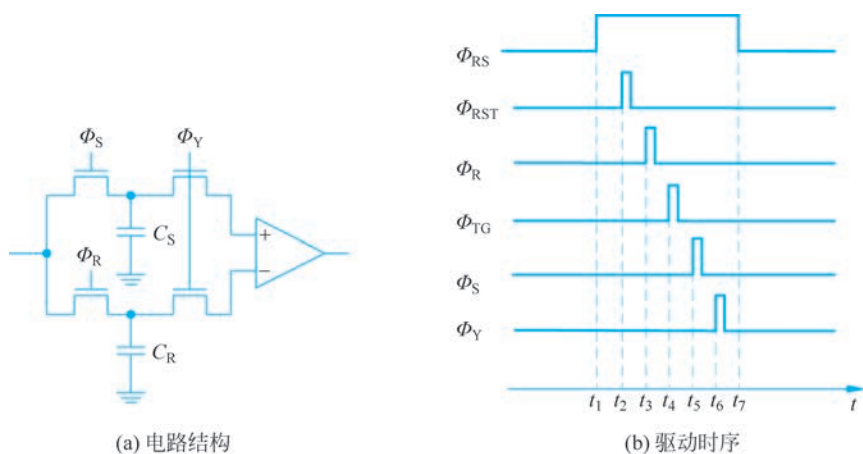 Φ_S
Φ_Y
C_S
Φ_R
C_R
+
−
(a) 电路结构
Φ_RS
Φ_RST
Φ_R
Φ_TG
Φ_S
Φ_Y
t_1 t_2 t_3 t_4 t_5 t_6 t_7 t
(b) 驱动时序